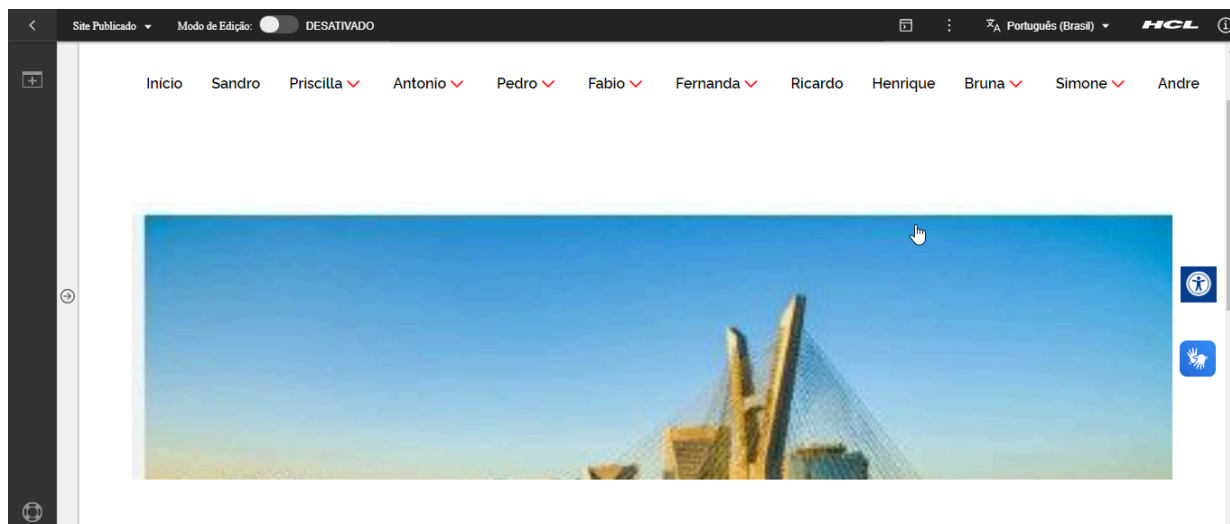 Site Publicado Modo de Edição: DESATIVADO Português (Brasil) HCL
Início Sandro Priscilla Antonio Pedro Fabio Fernanda Ricardo Henrique Bruna Simone Andre